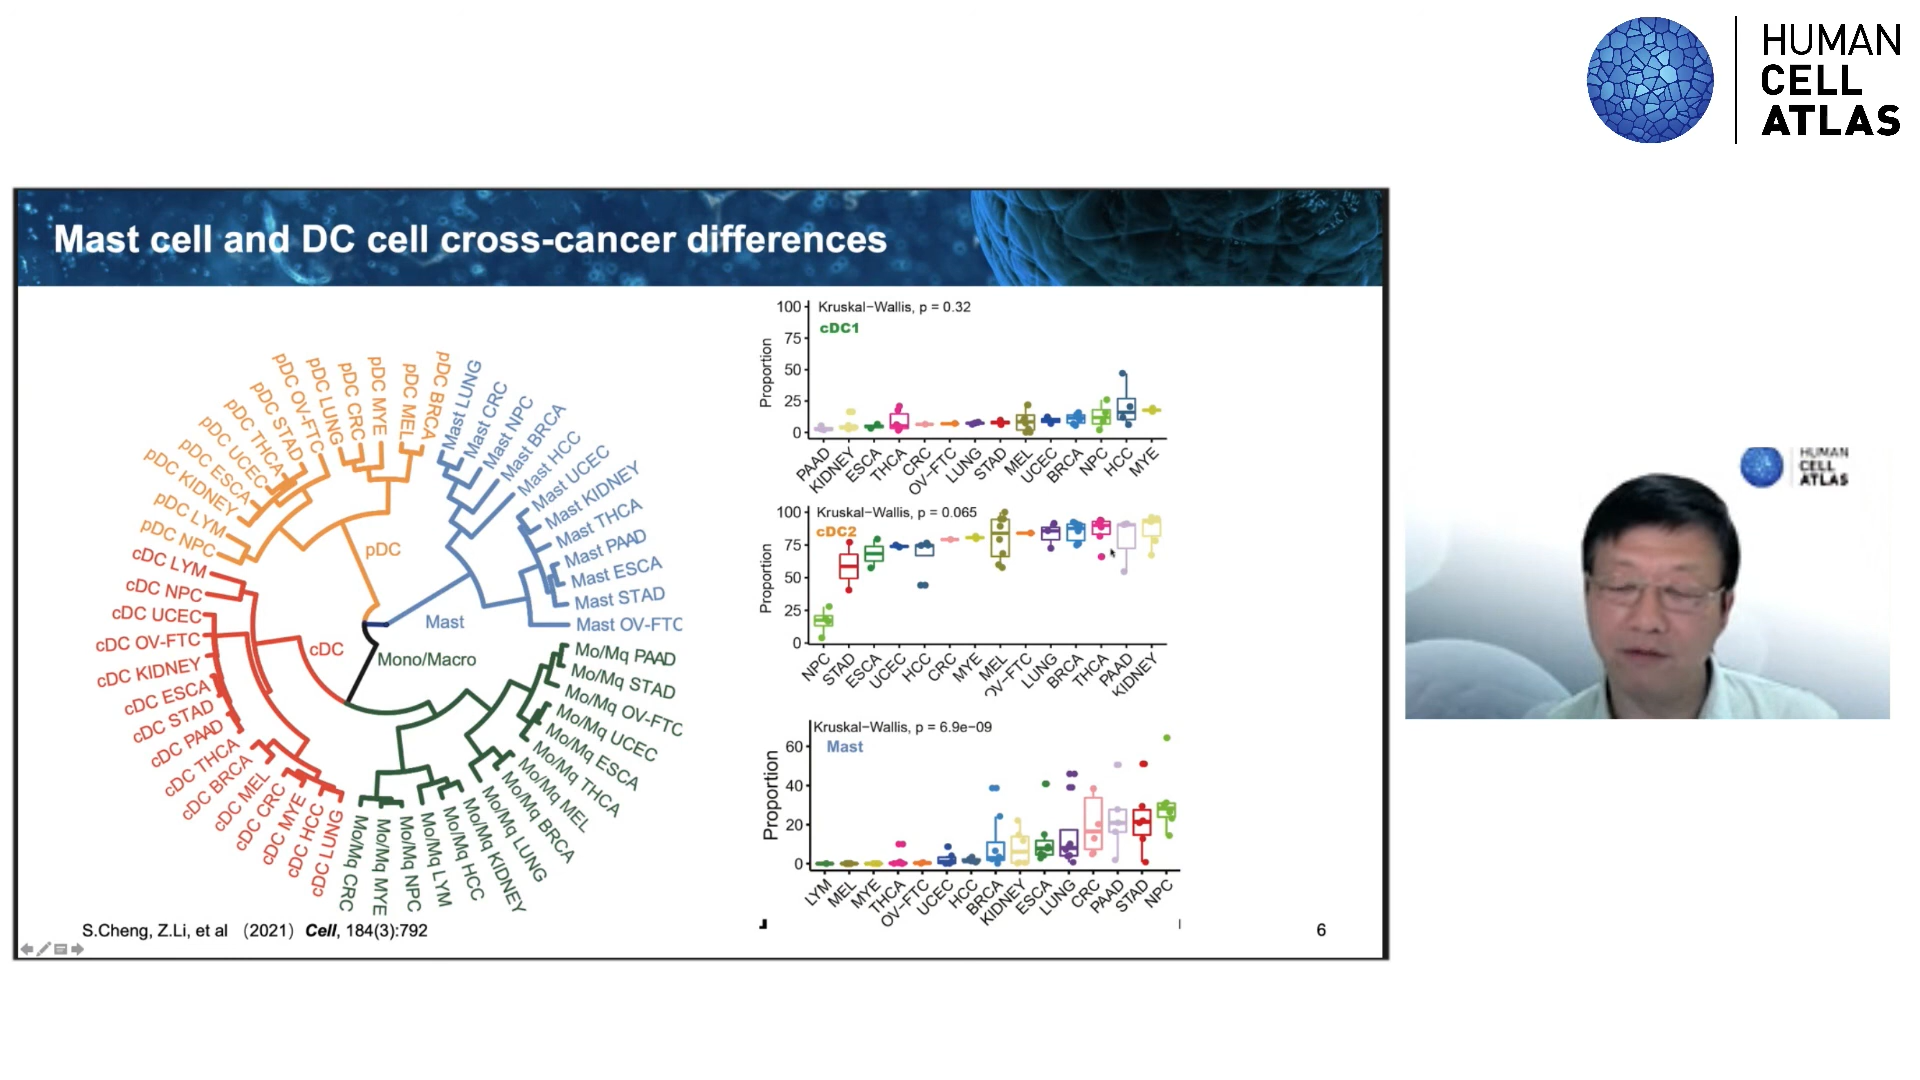 HUMAN
CELL
ATLAS
Mast cell and DC cell cross-cancer differences
pDC NPC
pDC LYM
pDC KIDNEY
pDC ESCA
pDC UCEC
pDC THCA
pDC STAD
pDC OV-FTC
pDC LUNG
pDC CRC
pDC MYE
pDC MEL
pDC BRCA
Mast LUNG
Mast CRC
Mast NPC
Mast BRCA
Mast HCC
Mast UCEC
Mast KIDNEY
Mast THCA
Mast PAAD
Mast ESCA
Mast STAD
Mast OV-FTC
Mo/Mq PAAD
Mo/Mq STAD
Mo/Mq OV-FTC
Mo/Mq UCEC
Mo/Mq ESCA
Mo/Mq THCA
Mo/Mq MEL
Mo/Mq BRCA
Mo/Mq LUNG
Mo/Mq KIDNEY
Mo/Mq HCC
Mo/Mq LYM
Mo/Mq NPC
Mo/Mq MYE
Mo/Mq CRC
cDC LUNG
cDC HCC
cDC MYE
cDC CRC
cDC MEL
cDC BRCA
cDC THCA
cDC PAAD
cDC STAD
cDC ESCA
cDC KIDNEY
cDC OV-FTC
cDC UCEC
cDC NPC
cDC LYM
pDC
Mast
cDC
Mono/Macro
Kruskal−Wallis, p = 0.32
cDC1
Proportion
100
75
50
25
0
PAAD KIDNEY ESCA THCA CRC OV−FTC LUNG STAD MEL UCEC BRCA NPC HCC MYE
Kruskal−Wallis, p = 0.065
cDC2
Proportion
100
75
50
25
0
NPC STAD ESCA UCEC HCC CRC MYE MEL OV−FTC LUNG BRCA THCA PAAD KIDNEY
Kruskal−Wallis, p = 6.9e−09
Mast
Proportion
60
40
20
0
LYM MEL MYE THCA OV−FTC UCEC HCC BRCA KIDNEY ESCA LUNG CRC PAAD STAD NPC
S.Cheng, Z.Li, et al （2021）Cell, 184(3):792
6
HUMAN
CELL
ATLAS